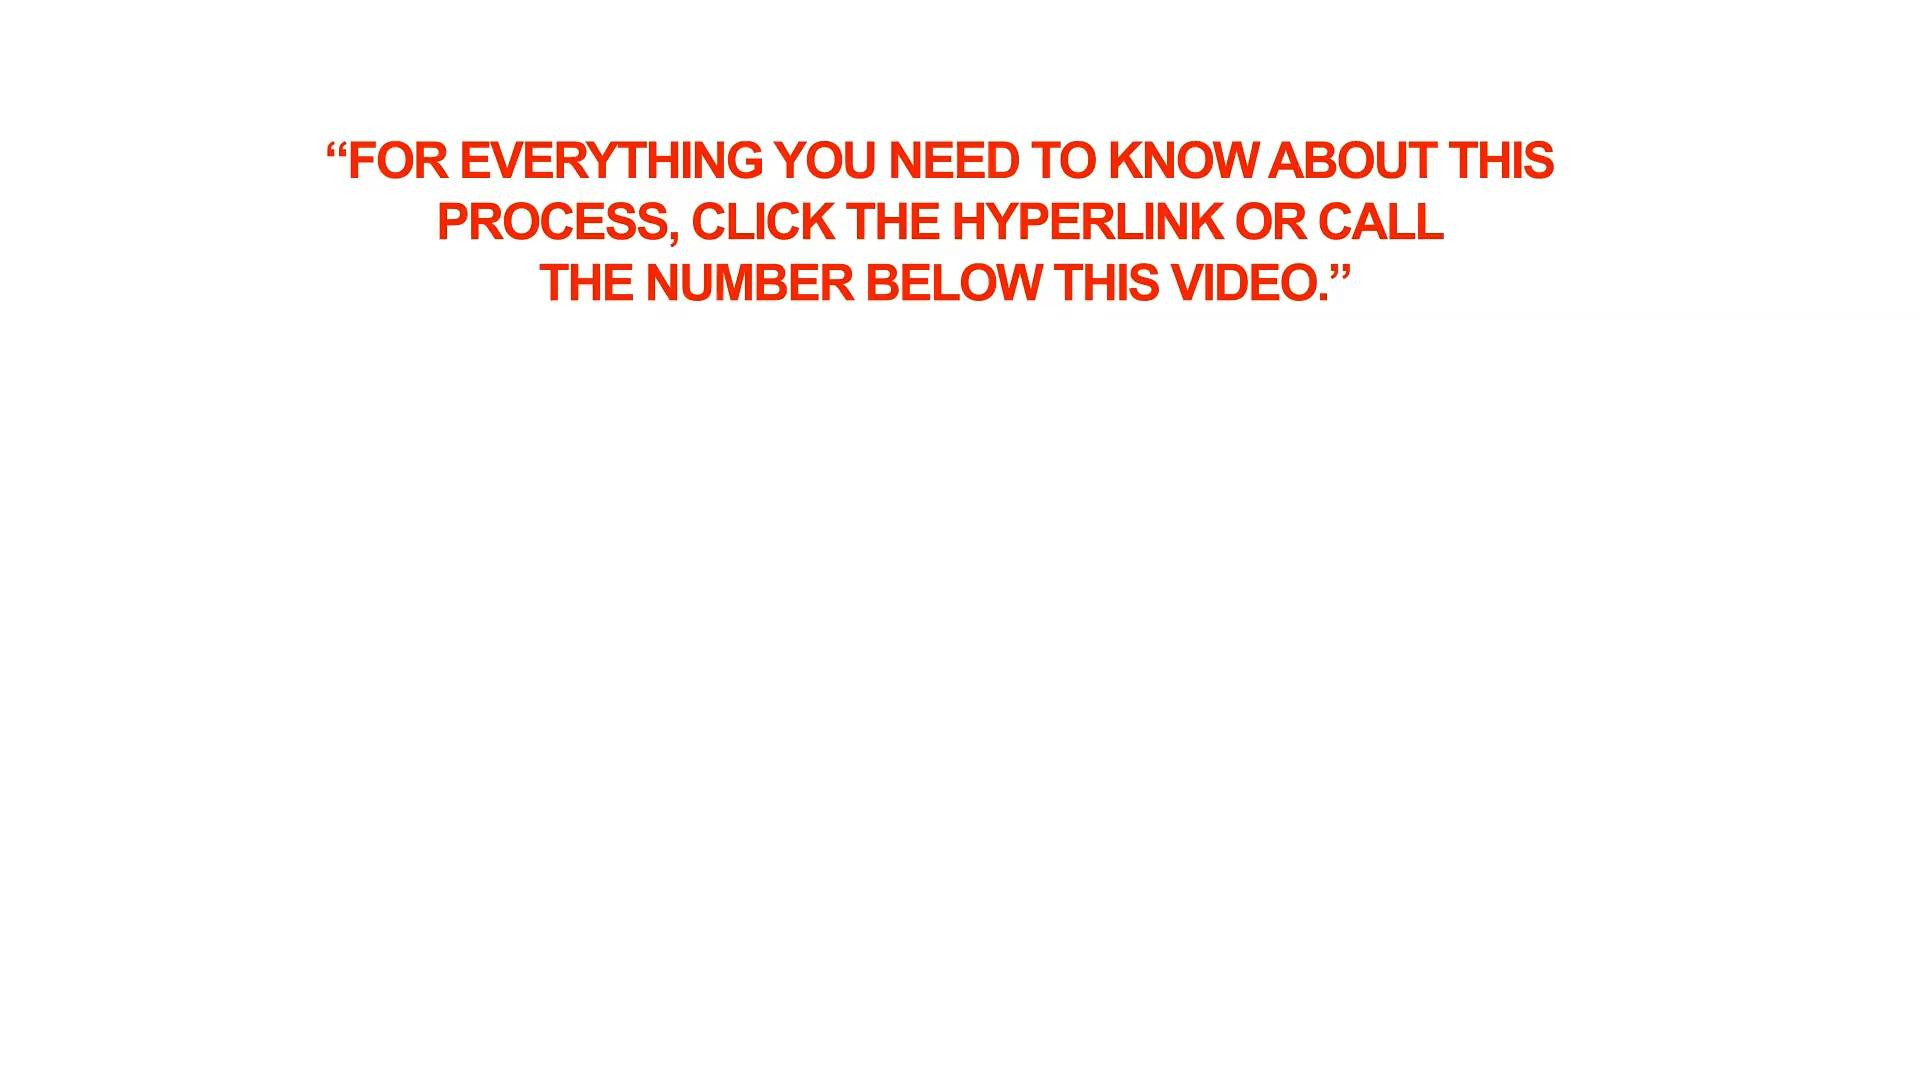 “FOR EVERYTHING YOU NEED TO KNOW ABOUT THIS
PROCESS, CLICK THE HYPERLINK OR CALL
THE NUMBER BELOW THIS VIDEO.”